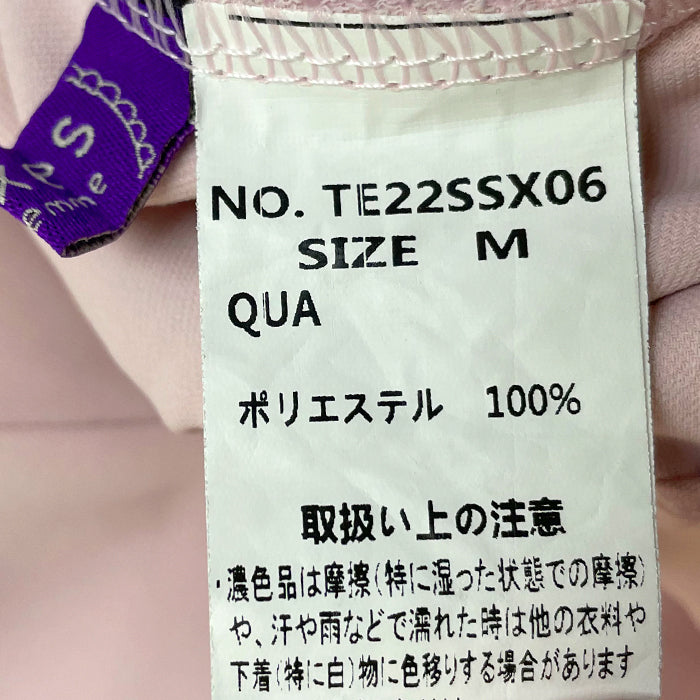 NO. TE22SSX06
SIZE M
QUA
ポリエステル 100%
取扱い上の注意
・濃色品は摩擦(特に湿った状態での摩擦)
や、汗や雨などで濡れた時は他の衣料や
下着(特に白)物に色移りする場合があります